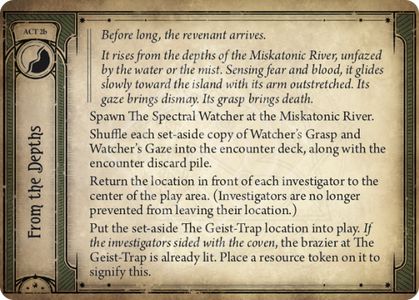 ACT 2b
From the Depths
Before long, the revenant arrives.
It rises from the depths of the Miskatonic River, unfazed
by the water or the mist. Sensing fear and blood, it glides
slowly toward the island with its arm outstretched. Its
gaze brings dismay. Its grasp brings death.
Spawn The Spectral Watcher at the Miskatonic River.
Shuffle each set-aside copy of Watcher's Grasp and
Watcher's Gaze into the encounter deck, along with the
encounter discard pile.
Return the location in front of each investigator to the
center of the play area. (Investigators are no longer
prevented from leaving their location.)
Put the set-aside The Geist-Trap location into play. If
the investigators sided with the coven, the brazier at The
Geist-Trap is already lit. Place a resource token on it to
signify this.